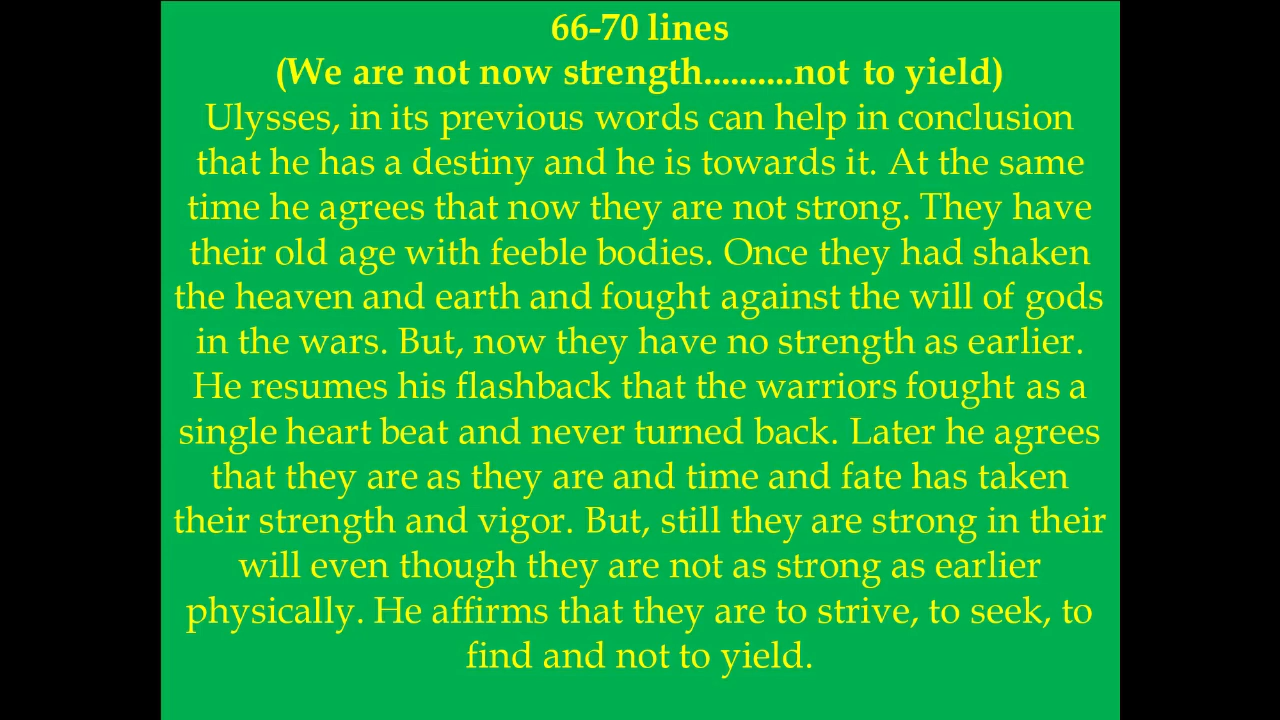 66-70 lines
(We are not now strength..........not to yield)
Ulysses, in its previous words can help in conclusion
that he has a destiny and he is towards it. At the same
time he agrees that now they are not strong. They have
their old age with feeble bodies. Once they had shaken
the heaven and earth and fought against the will of gods
in the wars. But, now they have no strength as earlier.
He resumes his flashback that the warriors fought as a
single heart beat and never turned back. Later he agrees
that they are as they are and time and fate has taken
their strength and vigor. But, still they are strong in their
will even though they are not as strong as earlier
physically. He affirms that they are to strive, to seek, to
find and not to yield.